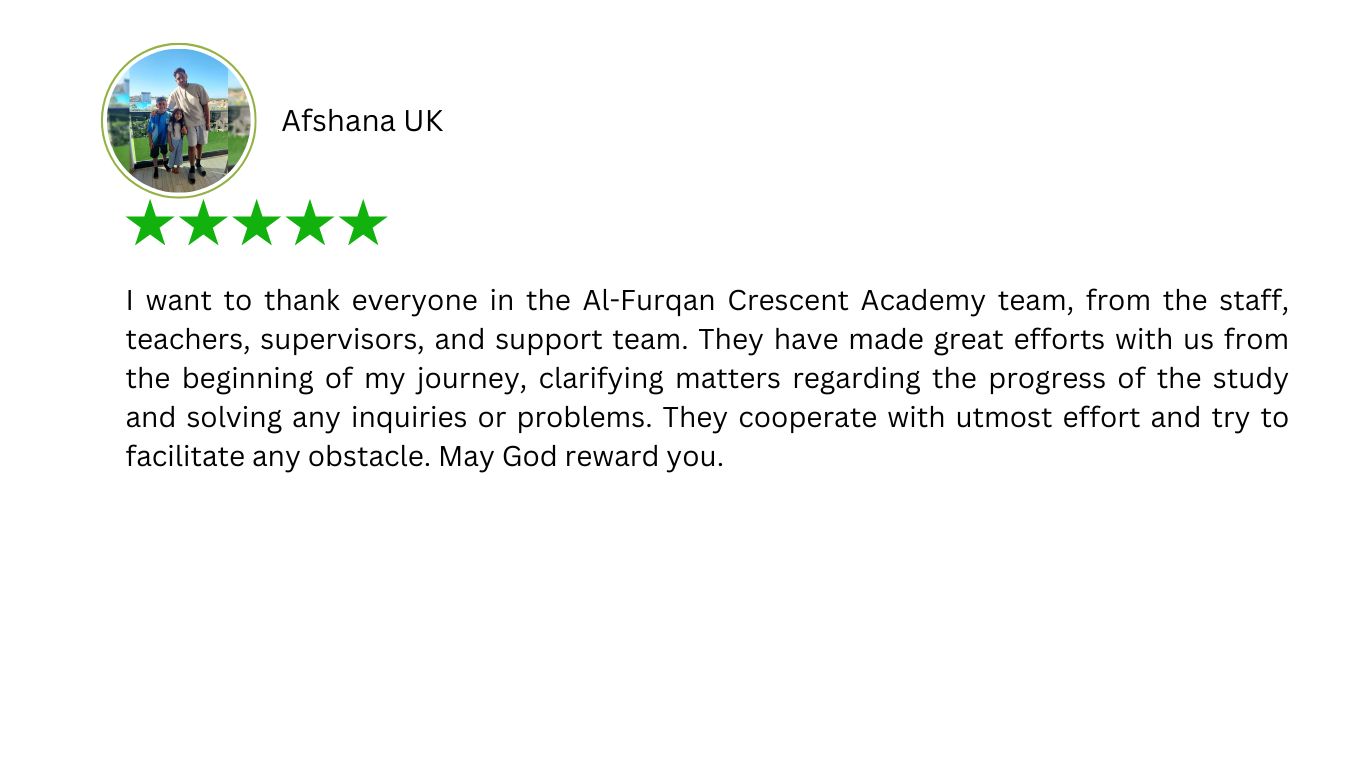 Afshana UK
I want to thank everyone in the Al-Furqan Crescent Academy team, from the staff,
teachers, supervisors, and support team. They have made great efforts with us from
the beginning of my journey, clarifying matters regarding the progress of the study
and solving any inquiries or problems. They cooperate with utmost effort and try to
facilitate any obstacle. May God reward you.